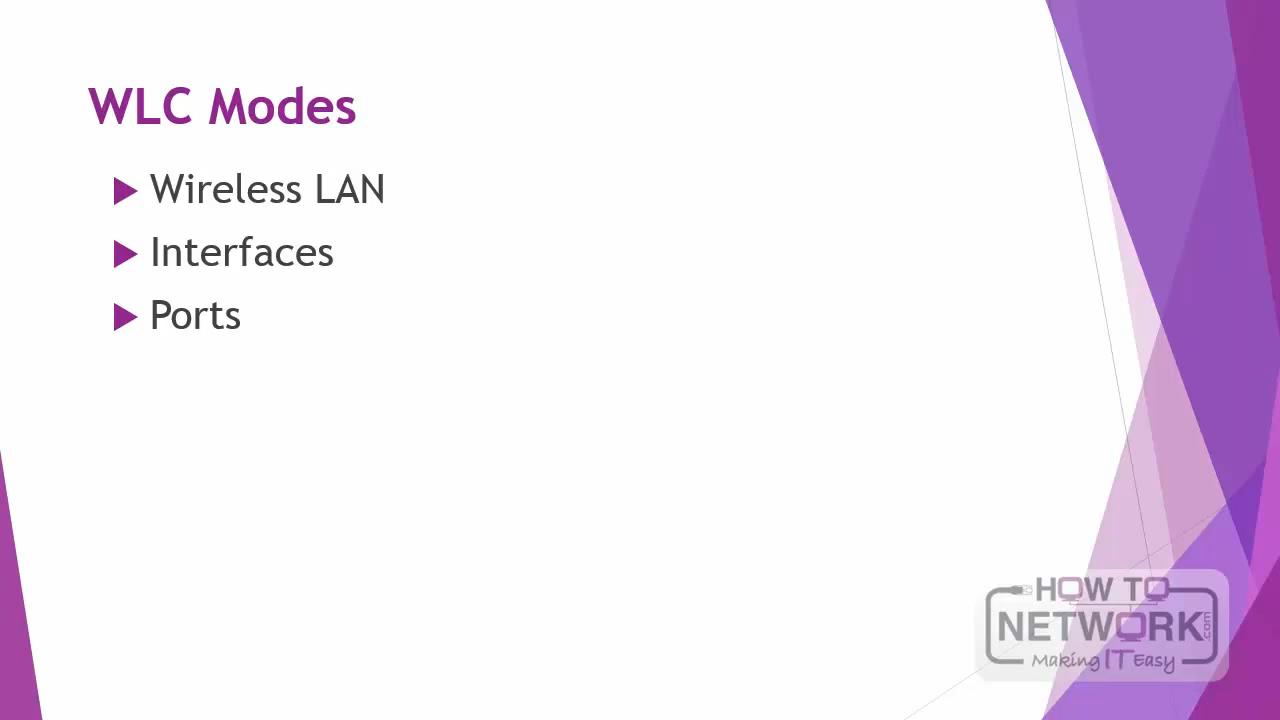 WLC Modes
Wireless LAN
Interfaces
Ports
HOW TO
NETWORK.com
Making IT Easy